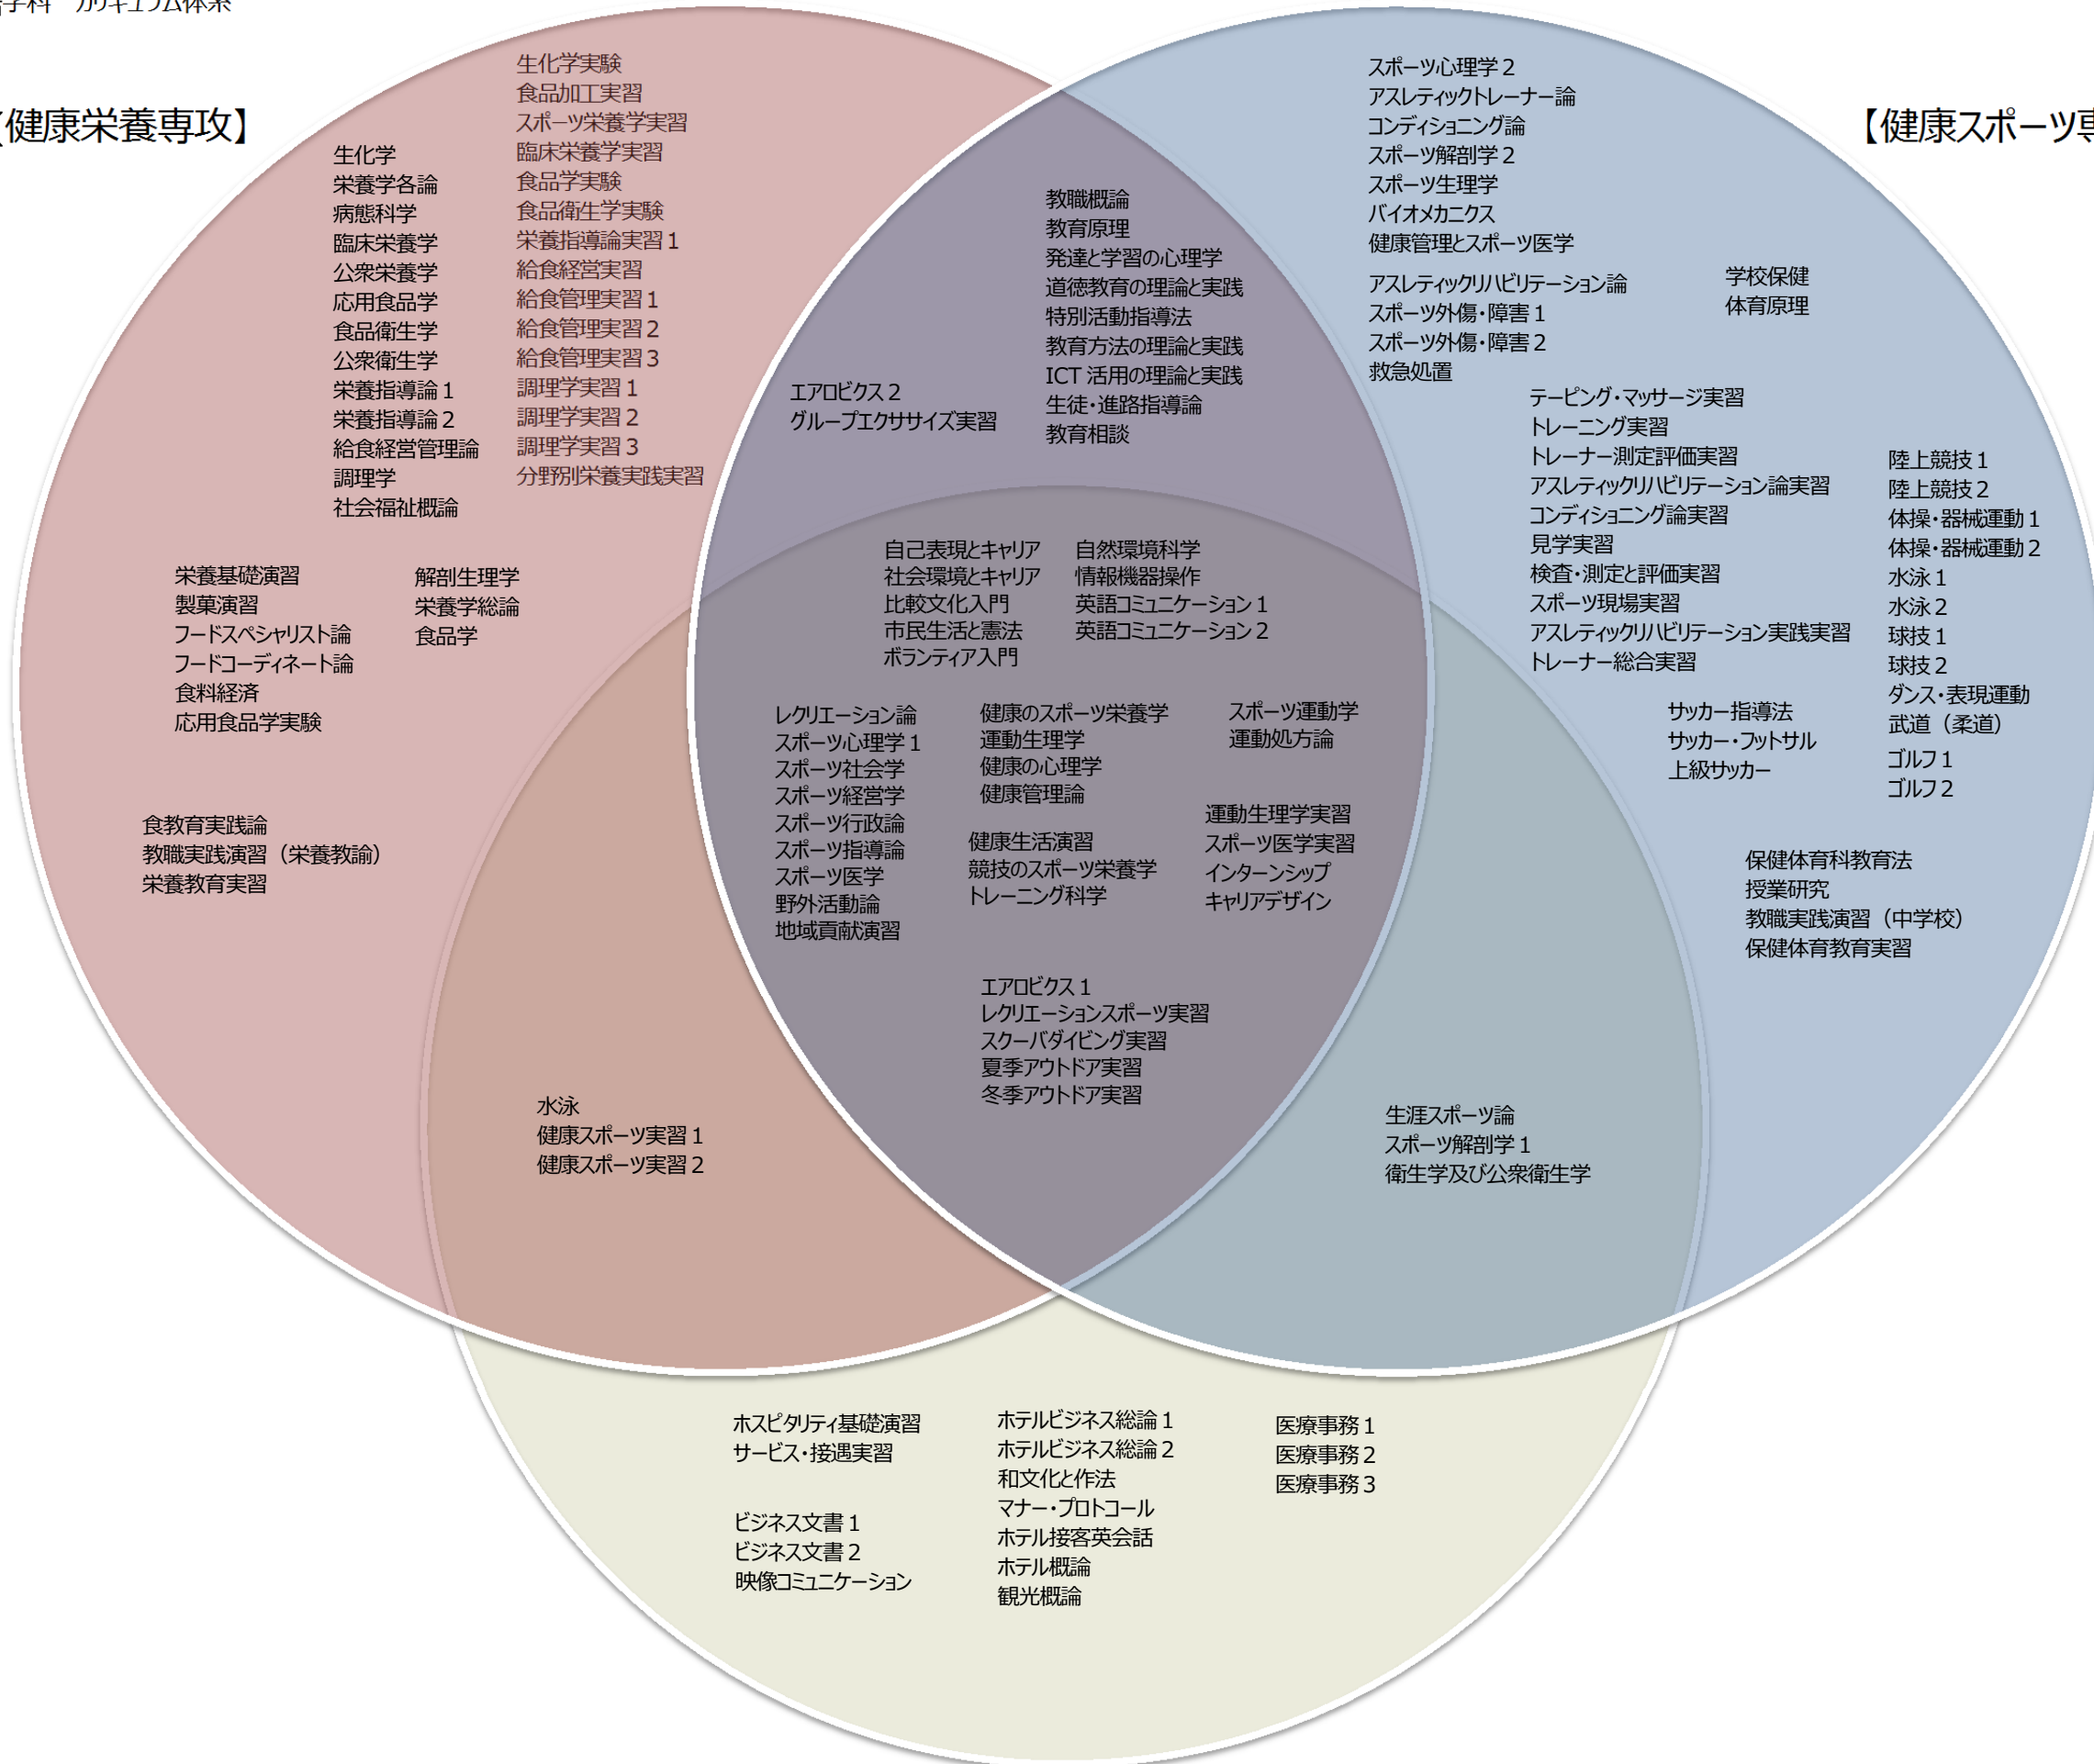 学科 カリキュラム体系
健康栄養専攻】
【健康スポーツ専
生化学実験
食品加工実習
スポーツ栄養学実習
臨床栄養学実習
食品学実験
食品衛生学実験
栄養指導論実習1
給食経営実習
給食管理実習1
給食管理実習2
給食管理実習3
調理学実習1
調理学実習2
調理学実習3
分野別栄養実践実習
生化学
栄養学各論
病態科学
臨床栄養学
公衆栄養学
応用食品学
食品衛生学
公衆衛生学
栄養指導論1
栄養指導論2
給食経営管理論
調理学
社会福祉概論
栄養基礎演習
製菓演習
フードスペシャリスト論
フードコーディネート論
食料経済
応用食品学実験
解剖生理学
栄養学総論
食品学
食教育実践論
教職実践演習（栄養教諭）
栄養教育実習
エアロビクス2
グループエクササイズ実習
教職概論
教育原理
発達と学習の心理学
道徳教育の理論と実践
特別活動指導法
教育方法の理論と実践
ICT 活用の理論と実践
生徒・進路指導論
教育相談
スポーツ心理学2
アスレティックトレーナー論
コンディショニング論
スポーツ解剖学2
スポーツ生理学
バイオメカニクス
健康管理とスポーツ医学
アスレティックリハビリテーション論
スポーツ外傷・障害1
スポーツ外傷・障害2
救急処置
学校保健
体育原理
テーピング・マッサージ実習
トレーニング実習
トレーナー測定評価実習
アスレティックリハビリテーション論実習
コンディショニング論実習
見学実習
検査・測定と評価実習
スポーツ現場実習
アスレティックリハビリテーション実践実習
トレーナー総合実習
陸上競技1
陸上競技2
体操・器械運動1
体操・器械運動2
水泳1
水泳2
球技1
球技2
ダンス・表現運動
武道（柔道）
ゴルフ1
ゴルフ2
サッカー指導法
サッカー・フットサル
上級サッカー
保健体育科教育法
授業研究
教職実践演習（中学校）
保健体育教育実習
自己表現とキャリア
社会環境とキャリア
比較文化入門
市民生活と憲法
ボランティア入門
自然環境科学
情報機器操作
英語コミュニケーション1
英語コミュニケーション2
レクリエーション論
スポーツ心理学1
スポーツ社会学
スポーツ経営学
スポーツ行政論
スポーツ指導論
スポーツ医学
野外活動論
地域貢献演習
健康のスポーツ栄養学
運動生理学
健康の心理学
健康管理論
健康生活演習
競技のスポーツ栄養学
トレーニング科学
スポーツ運動学
運動処方論
運動生理学実習
スポーツ医学実習
インターンシップ
キャリアデザイン
エアロビクス1
レクリエーションスポーツ実習
スクーバダイビング実習
夏季アウトドア実習
冬季アウトドア実習
水泳
健康スポーツ実習1
健康スポーツ実習2
生涯スポーツ論
スポーツ解剖学1
衛生学及び公衆衛生学
ホスピタリティ基礎演習
サービス・接遇実習
ビジネス文書1
ビジネス文書2
映像コミュニケーション
ホテルビジネス総論1
ホテルビジネス総論2
和文化と作法
マナー・プロトコール
ホテル接客英会話
ホテル概論
観光概論
医療事務1
医療事務2
医療事務3